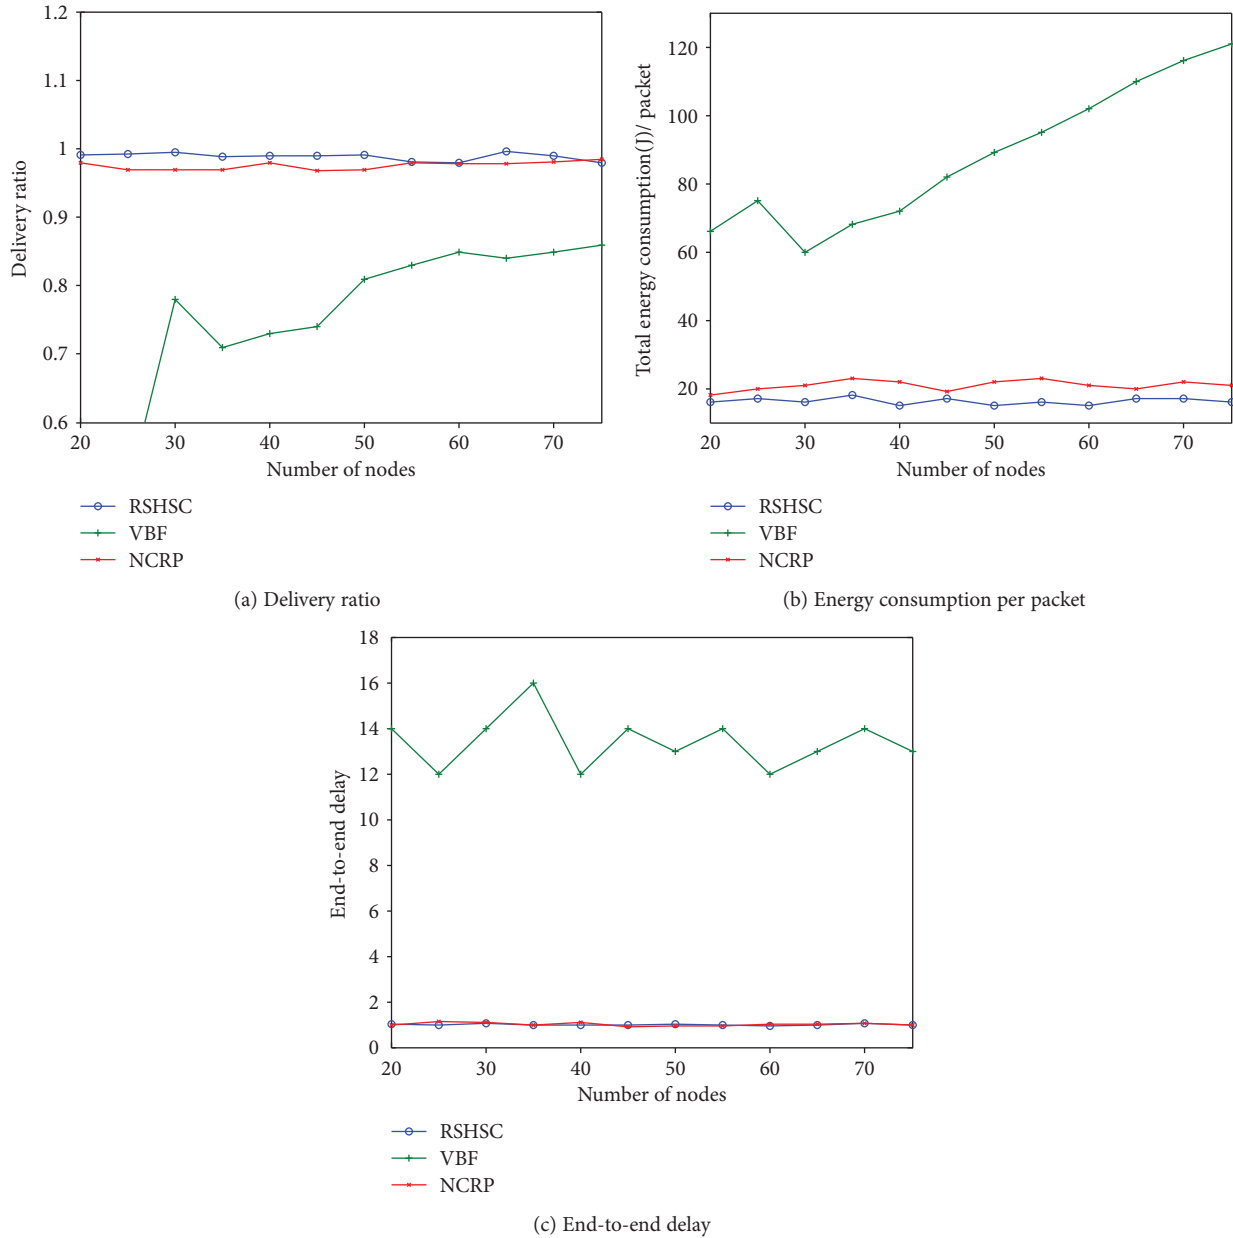 1.2
1.1
1
0.9
0.8
0.7
0.6
Delivery ratio
20 30 40 50 60 70
Number of nodes
RSHSC
VBF
NCRP
(a) Delivery ratio
120
100
80
60
40
20
Total energy consumption(J)/ packet
20 30 40 50 60 70
Number of nodes
RSHSC
VBF
NCRP
(b) Energy consumption per packet
18
16
14
12
10
8
6
4
2
0
End-to-end delay
20 30 40 50 60 70
Number of nodes
RSHSC
VBF
NCRP
(c) End-to-end delay